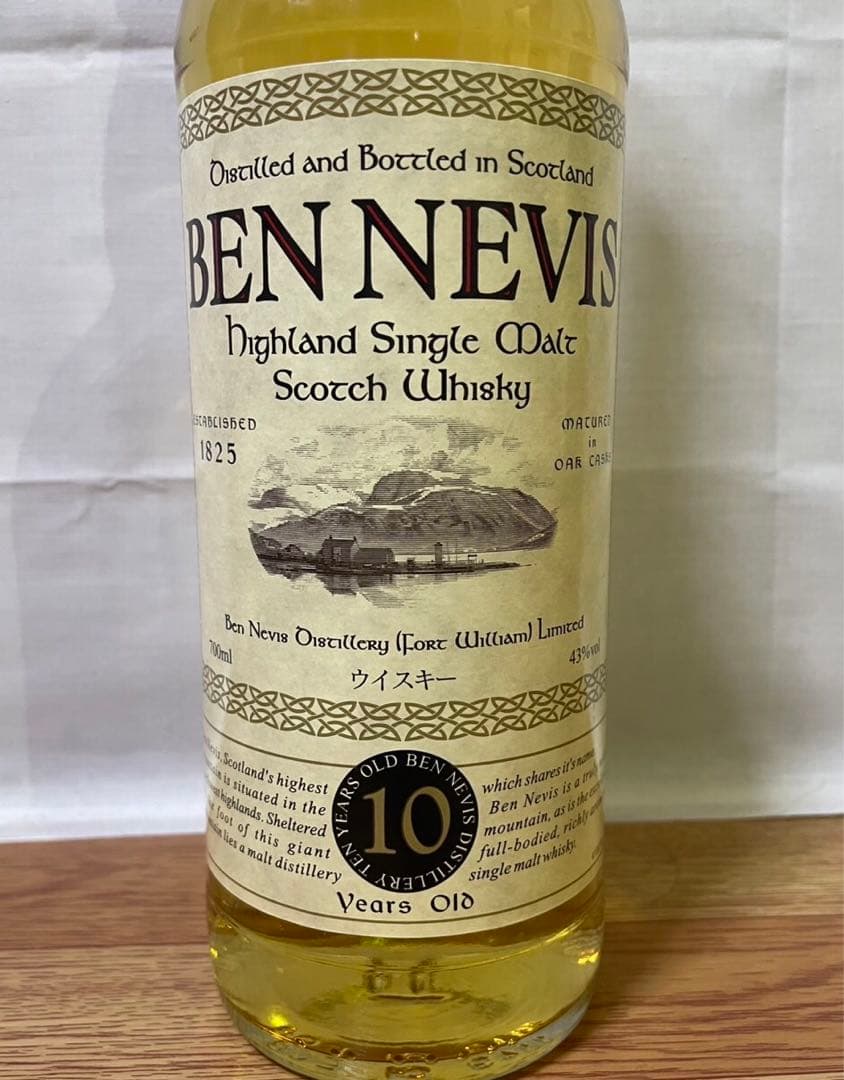 Distilled and Bottled in Scotland
BEN NEVIS
Highland Single Malt
Scotch Whisky
ESTABLISHED
1825
MATURED
in
OAK CASKS
Ben Nevis Distillery (Fort William) Limited
700ml
43%vol
ウイスキー
Scotland's highest
is situated in the
highlands. Sheltered
foot of this giant
lies a malt distillery
TEN YEARS OLD BEN NEVIS DISTILLERY
10
Years Old
which shares it's name.
Ben Nevis is a
mountain, as is the
full-bodied, richly
single malt whisky.